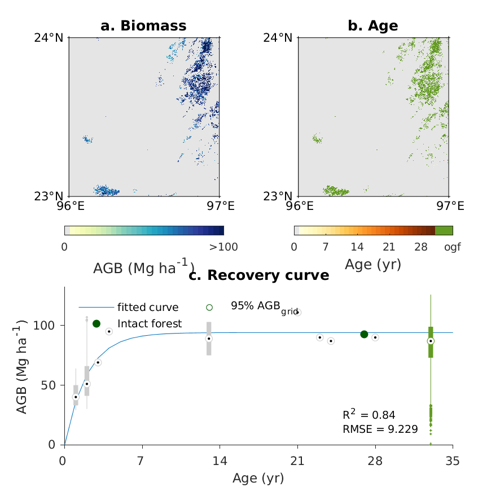 a. Biomass
b. Age
24°N
24°N
23°N
23°N
96°E
97°E
96°E
97°E
0
>100
0
7
14
21
28
ogf
AGB (Mg ha-1)
Age (yr)
c. Recovery curve
fitted curve
95% AGBgrid
Intact forest
100
50
0
AGB (Mg ha-1)
R2 = 0.84
RMSE = 9.229
0
7
14
21
28
35
Age (yr)